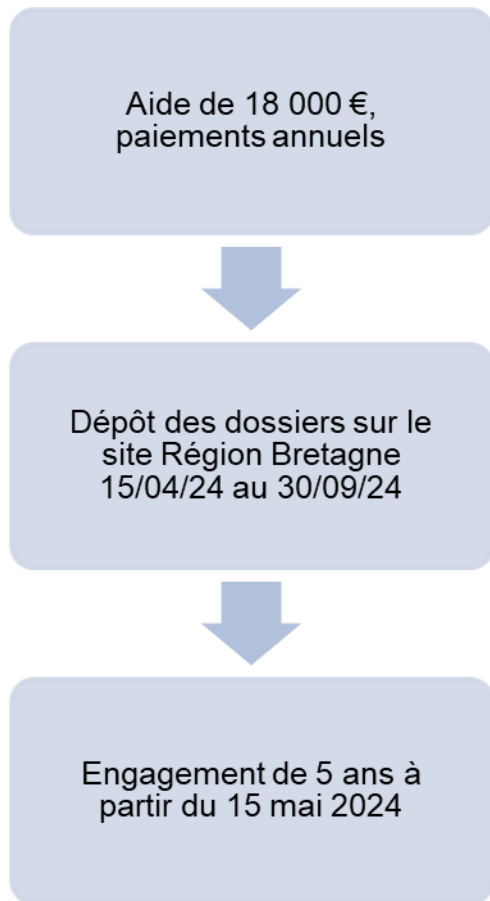 Aide de 18 000 €,
paiements annuels
Dépôt des dossiers sur le
site Région Bretagne
15/04/24 au 30/09/24
Engagement de 5 ans à
partir du 15 mai 2024